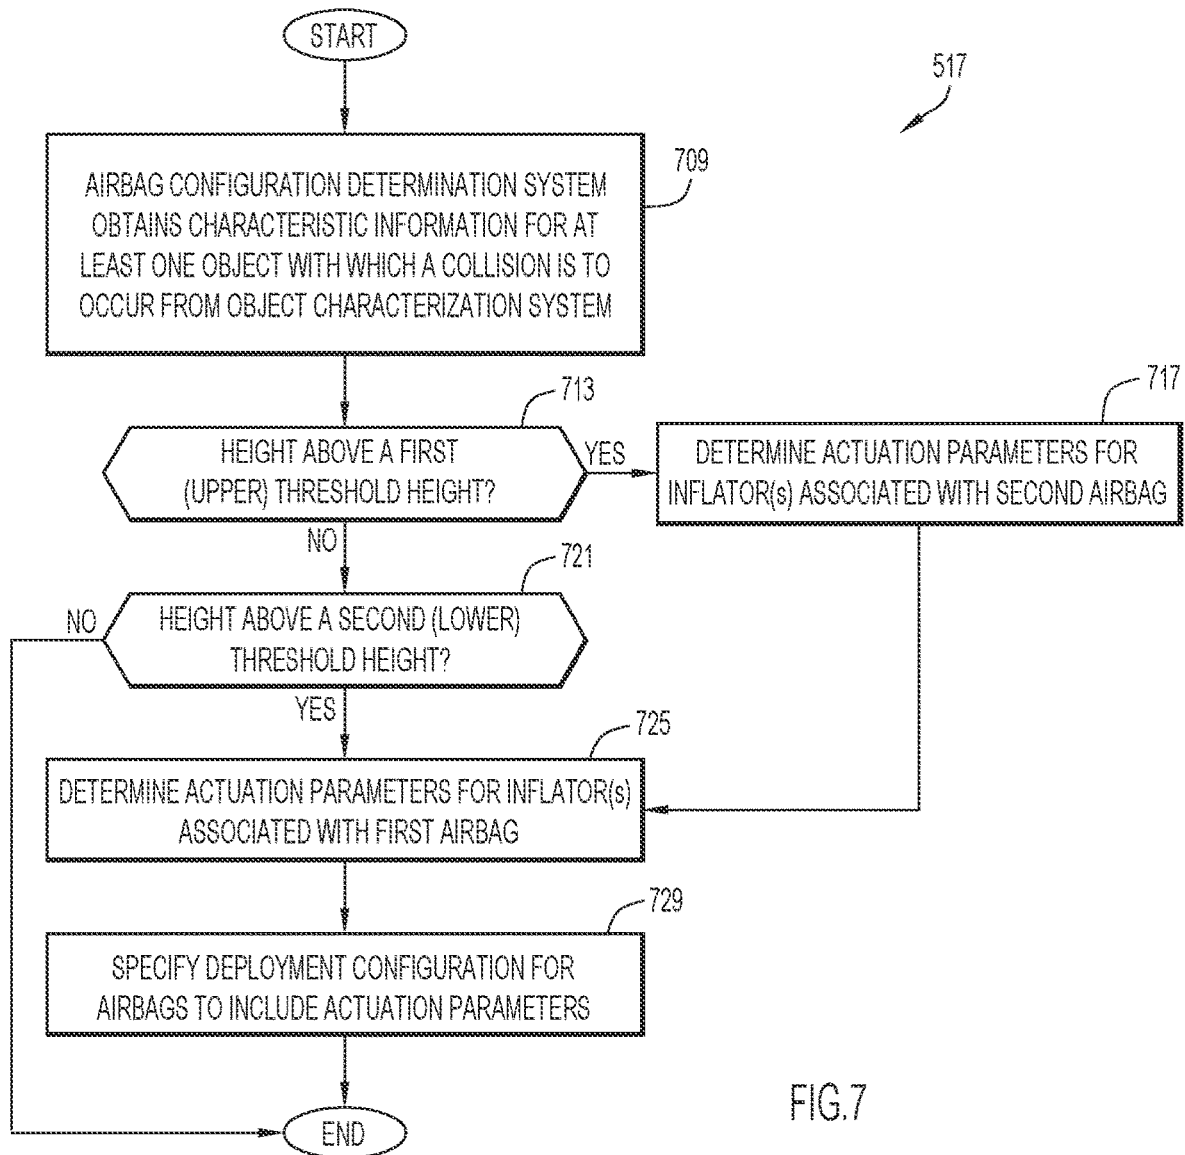 START
517
709
AIRBAG CONFIGURATION DETERMINATION SYSTEM
OBTAINS CHARACTERISTIC INFORMATION FOR AT
LEAST ONE OBJECT WITH WHICH A COLLISION IS TO
OCCUR FROM OBJECT CHARACTERIZATION SYSTEM
713
HEIGHT ABOVE A FIRST
(UPPER) THRESHOLD HEIGHT?
YES
717
DETERMINE ACTUATION PARAMETERS FOR
INFLATOR(s) ASSOCIATED WITH SECOND AIRBAG
NO
721
HEIGHT ABOVE A SECOND (LOWER)
THRESHOLD HEIGHT?
NO
YES
725
DETERMINE ACTUATION PARAMETERS FOR INFLATOR(s)
ASSOCIATED WITH FIRST AIRBAG
729
SPECIFY DEPLOYMENT CONFIGURATION FOR
AIRBAGS TO INCLUDE ACTUATION PARAMETERS
END
FIG.7